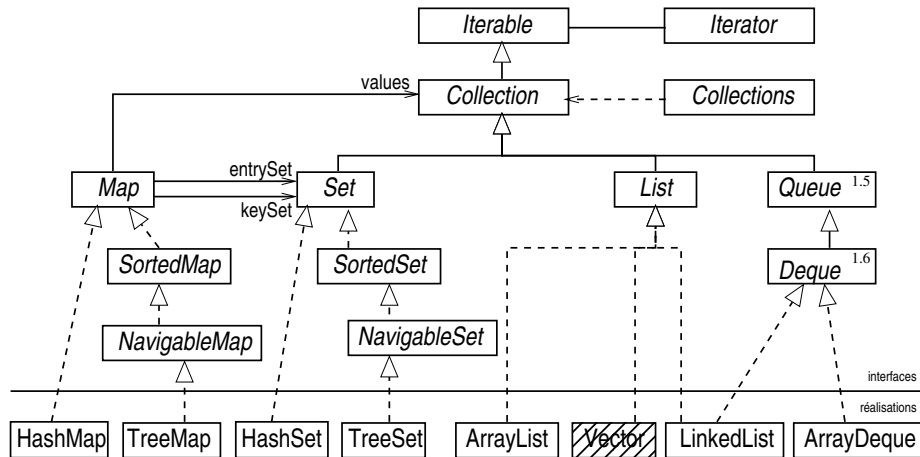 Iterable
Iterator
values
Collection
Collections
entrySet
Map
Set
List
Queue 1.5
keySet
SortedMap
SortedSet
Deque 1.6
NavigableMap
NavigableSet
interfaces
réalisations
HashMap
TreeMap
HashSet
TreeSet
ArrayList
Vector
LinkedList
ArrayDeque